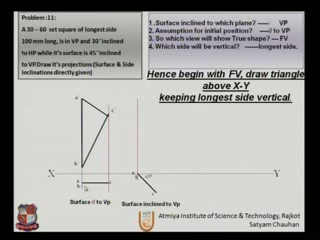 Problem :11:
A 30 – 60 set square of longest side
100 mm long, is in VP and 30° inclined
to HP while it's surface is 45° inclined
to VP.Draw it's projections (Surface & Side
inclinations directly given)
1 .Surface inclined to which plane? ------- VP
2. Assumption for initial position? ------// to VP
3. So which view will show True shape? --- FV
4. Which side will be vertical? ------longest side.
Hence begin with FV, draw triangle
above X-Y
keeping longest side vertical.
X Y
Surface // to Vp Surface inclined to Vp
Atmiya Institute of Science & Technology, Rajkot
Satyam Chauhan